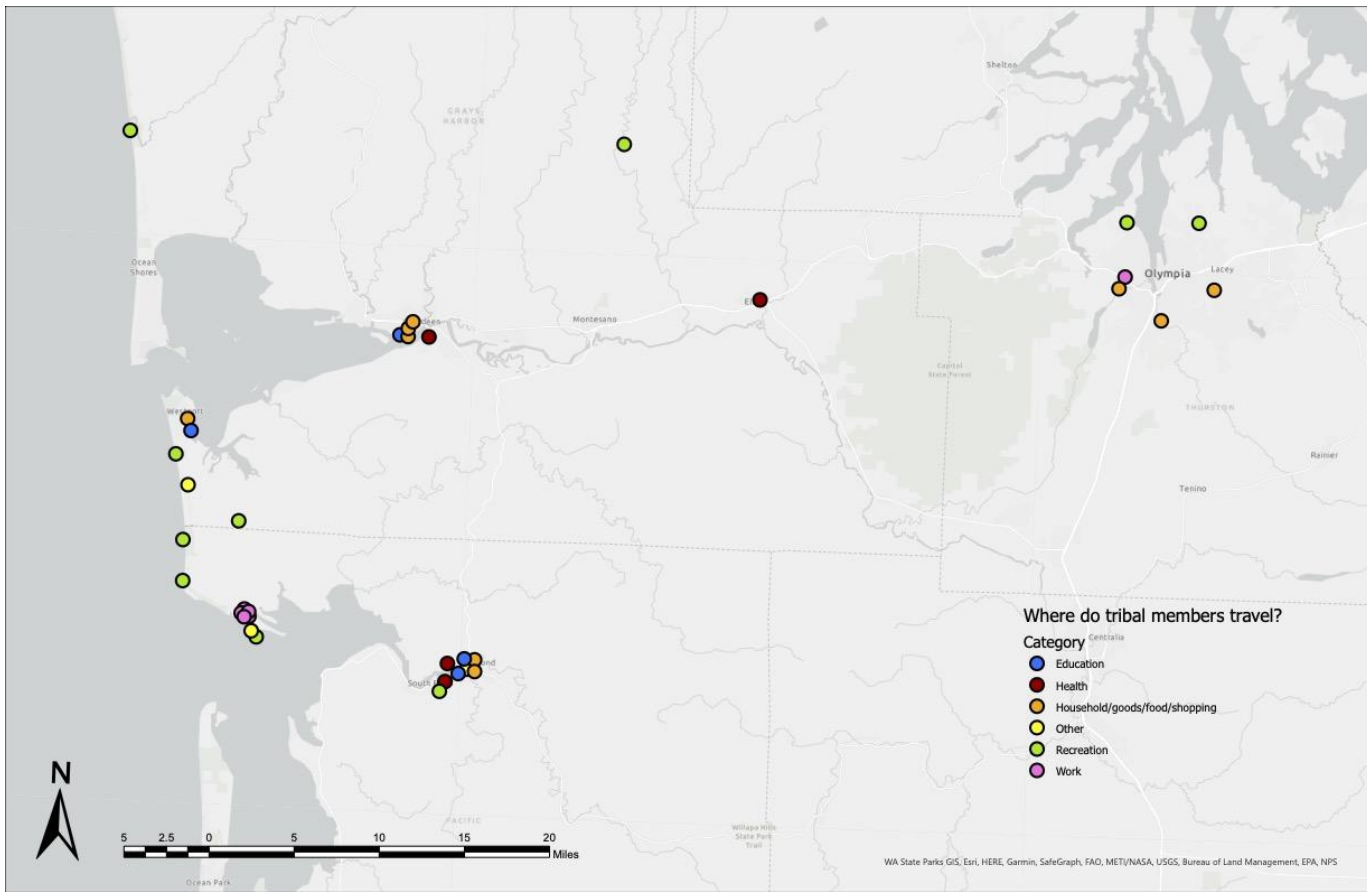 Shelton
GRAYS
HARBOR
Ocean
Shores
Olympia
Lacey
Montesano
Capitol
State Forest
THURSTON
Rainier
Tenino
Where do tribal members travel?
Category
Education
Health
Household/goods/food/shopping
Other
Recreation
Work
Centralia
PACIFIC
Willapa Hills
State Park
Trail
N
5 2.5 0 5 10 15 20
Miles
Ocean Park
WA State Parks GIS, Esri, HERE, Garmin, SafeGraph, FAO, METI/NASA, USGS, Bureau of Land Management, EPA, NPS